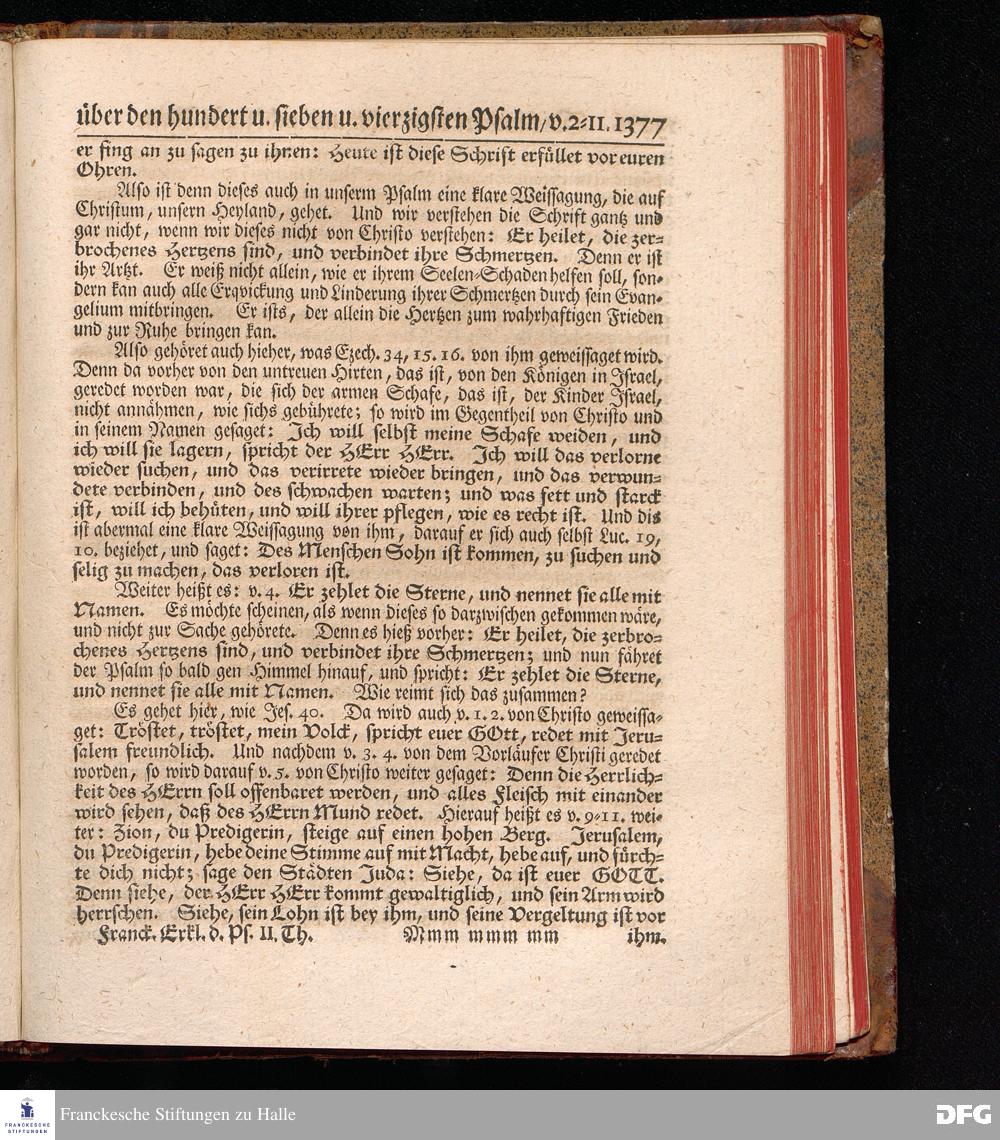 über den hundert u. sieben u. vierzigsten Psalm, v. 2-11. 1377
er fing an zu sagen zu ihnen: Heute ist diese Schrift erfüllet vor euren
Ohren.
Also ist denn dieses auch in unserm Psalm eine klare Weissagung, die auf
Christum, unsern Heyland, gehet. Und wir verstehen die Schrift gantz und
gar nicht, wenn wir dieses nicht von Christo verstehen: Er heilet, die zer-
brochenes Hertzens sind, und verbindet ihre Schmertzen. Denn er ist
ihr Artzt. Er weiß nicht allein, wie er ihrem Seelen-Schaden helfen soll, son-
dern kan auch alle Erqvickung und Linderung ihrer Schmertzen durch sein Evan-
gelium mitbringen. Er ists, der allein die Hertzen zum wahrhaftigen Frieden
und zur Ruhe bringen kan.
Also gehöret auch hieher, was Ezech. 34, 15. 16. von ihm geweissaget wird.
Denn da vorher von den untreuen Hirten, das ist, von den Königen in Israel,
geredet worden war, die sich der armen Schafe, das ist, der Kinder Israel,
nicht annähmen, wie sichs gebührete; so wird im Gegentheil von Christo und
in seinem Namen gesaget: Ich will selbst meine Schafe weiden, und
ich will sie lagern, spricht der HErr HErr. Ich will das verlorne
wieder suchen, und das verirrete wieder bringen, und das verwun-
dete verbinden, und des schwachen warten; und was fett und starck
ist, will ich behüten, und will ihrer pflegen, wie es recht ist. Und dis
ist abermal eine klare Weissagung von ihm, darauf er sich auch selbst Luc. 19,
10. beziehet, und saget: Des Menschen Sohn ist kommen, zu suchen und
selig zu machen, das verloren ist.
Weiter heißt es: v. 4. Er zehlet die Sterne, und nennet sie alle mit
Namen. Es möchte scheinen, als wenn dieses so darzwischen gekommen wäre,
und nicht zur Sache gehörete. Denn es hieß vorher: Er heilet, die zerbro-
chenes Hertzens sind, und verbindet ihre Schmertzen; und nun fähret
der Psalm so bald gen Himmel hinauf, und spricht: Er zehlet die Sterne,
und nennet sie alle mit Namen. Wie reimt sich das zusammen?
Es gehet hier, wie Jes. 40. Da wird auch v. 1. 2. von Christo geweissa-
get: Tröstet, tröstet, mein Volck, spricht euer GOtt, redet mit Jeru-
salem freundlich. Und nachdem v. 3. 4. von dem Vorläufer Christi geredet
worden, so wird darauf v. 5. von Christo weiter gesaget: Denn die Herrlich-
keit des HErrn soll offenbaret werden, und alles Fleisch mit einander
wird sehen, daß des HErrn Mund redet. Hierauf heißt es v. 9-11. wei-
ter: Zion, du Predigerin, steige auf einen hohen Berg. Jerusalem,
du Predigerin, hebe deine Stimme auf mit Macht, hebe auf, und fürch-
te dich nicht; sage den Städten Juda: Siehe, da ist euer GOTT.
Denn siehe, der HErr HErr kommt gewaltiglich, und sein Arm wird
herrschen. Siehe, sein Lohn ist bey ihm, und seine Vergeltung ist vor
Franck. Erkl. d. Ps. II. Th. Mmm mmm mm ihm.
FRANCKESCHE
STIFTUNGEN
Franckesche Stiftungen zu Halle
DFG